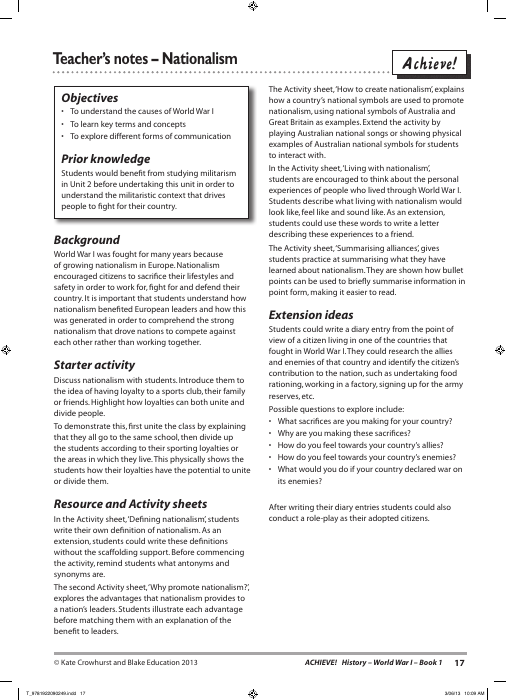 Teacher's notes – Nationalism
Achieve!
Objectives
• To understand the causes of World War I
• To learn key terms and concepts
• To explore different forms of communication
Prior knowledge
Students would benefit from studying militarism
in Unit 2 before undertaking this unit in order to
understand the militaristic context that drives
people to fight for their country.
Background
World War I was fought for many years because
of growing nationalism in Europe. Nationalism
encouraged citizens to sacrifice their lifestyles and
safety in order to work for, fight for and defend their
country. It is important that students understand how
nationalism benefited European leaders and how this
was generated in order to comprehend the strong
nationalism that drove nations to compete against
each other rather than working together.
Starter activity
Discuss nationalism with students. Introduce them to
the idea of having loyalty to a sports club, their family
or friends. Highlight how loyalties can both unite and
divide people.
To demonstrate this, first unite the class by explaining
that they all go to the same school, then divide up
the students according to their sporting loyalties or
the areas in which they live. This physically shows the
students how their loyalties have the potential to unite
or divide them.
Resource and Activity sheets
In the Activity sheet, 'Defining nationalism', students
write their own definition of nationalism. As an
extension, students could write these definitions
without the scaffolding support. Before commencing
the activity, remind students what antonyms and
synonyms are.
The second Activity sheet, 'Why promote nationalism?',
explores the advantages that nationalism provides to
a nation's leaders. Students illustrate each advantage
before matching them with an explanation of the
benefit to leaders.
The Activity sheet, 'How to create nationalism', explains
how a country's national symbols are used to promote
nationalism, using national symbols of Australia and
Great Britain as examples. Extend the activity by
playing Australian national songs or showing physical
examples of Australian national symbols for students
to interact with.
In the Activity sheet, 'Living with nationalism',
students are encouraged to think about the personal
experiences of people who lived through World War I.
Students describe what living with nationalism would
look like, feel like and sound like. As an extension,
students could use these words to write a letter
describing these experiences to a friend.
The Activity sheet, 'Summarising alliances', gives
students practice at summarising what they have
learned about nationalism. They are shown how bullet
points can be used to briefly summarise information in
point form, making it easier to read.
Extension ideas
Students could write a diary entry from the point of
view of a citizen living in one of the countries that
fought in World War I. They could research the allies
and enemies of that country and identify the citizen's
contribution to the nation, such as undertaking food
rationing, working in a factory, signing up for the army
reserves, etc.
Possible questions to explore include:
• What sacrifices are you making for your country?
• Why are you making these sacrifices?
• How do you feel towards your country's allies?
• How do you feel towards your country's enemies?
• What would you do if your country declared war on
its enemies?
After writing their diary entries students could also
conduct a role-play as their adopted citizens.
© Kate Crowhurst and Blake Education 2013
ACHIEVE! History – World War I – Book 1 17
T_9781922090249.indd 17
3/26/13 10:09 AM